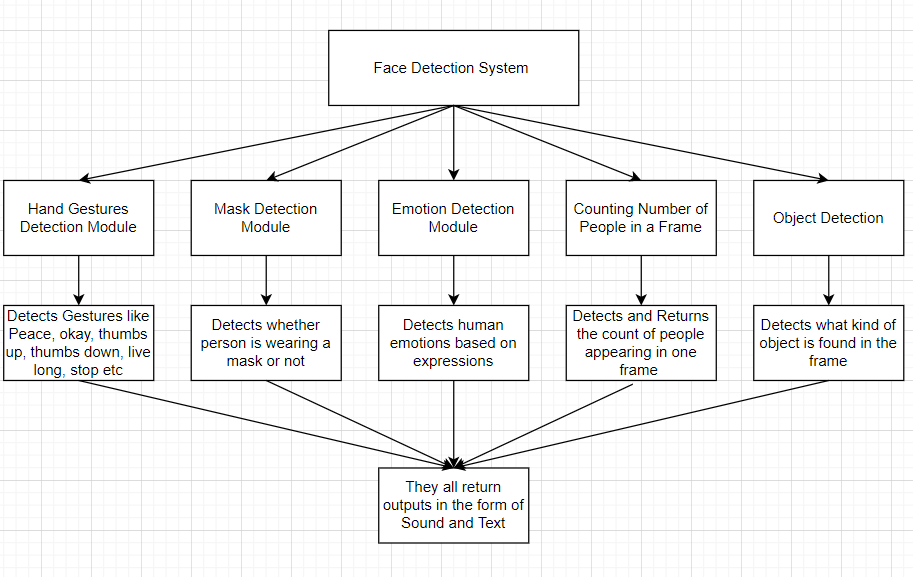 Face Detection System
Hand Gestures
Detection Module
Mask Detection
Module
Emotion Detection
Module
Counting Number of
People in a Frame
Object Detection
Detects Gestures like
Peace, okay, thumbs
up, thumbs down, live
long, stop etc
Detects whether
person is wearing a
mask or not
Detects human
emotions based on
expressions
Detects and Returns
the count of people
appearing in one
frame
Detects what kind of
object is found in the
frame
They all return
outputs in the form of
Sound and Text